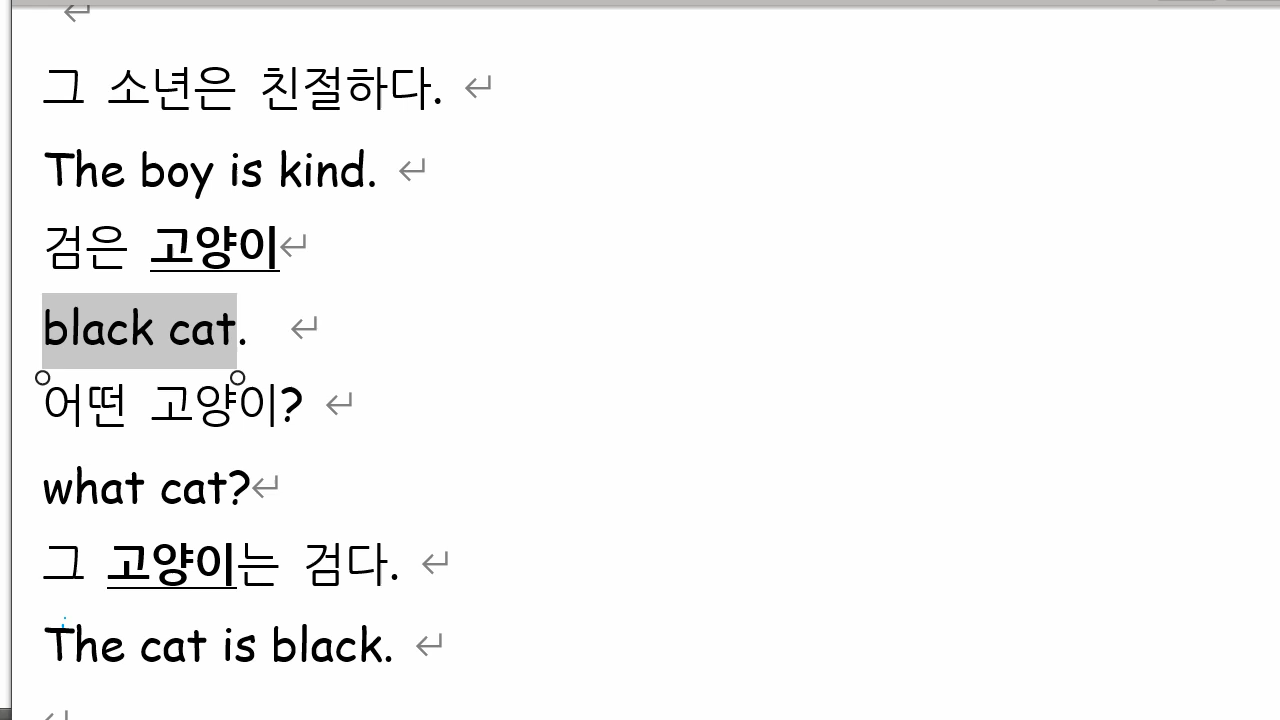 그 소년은 친절하다.
The boy is kind.
검은 고양이
black cat.
어떤 고양이?
what cat?
그 고양이는 검다.
The cat is black.